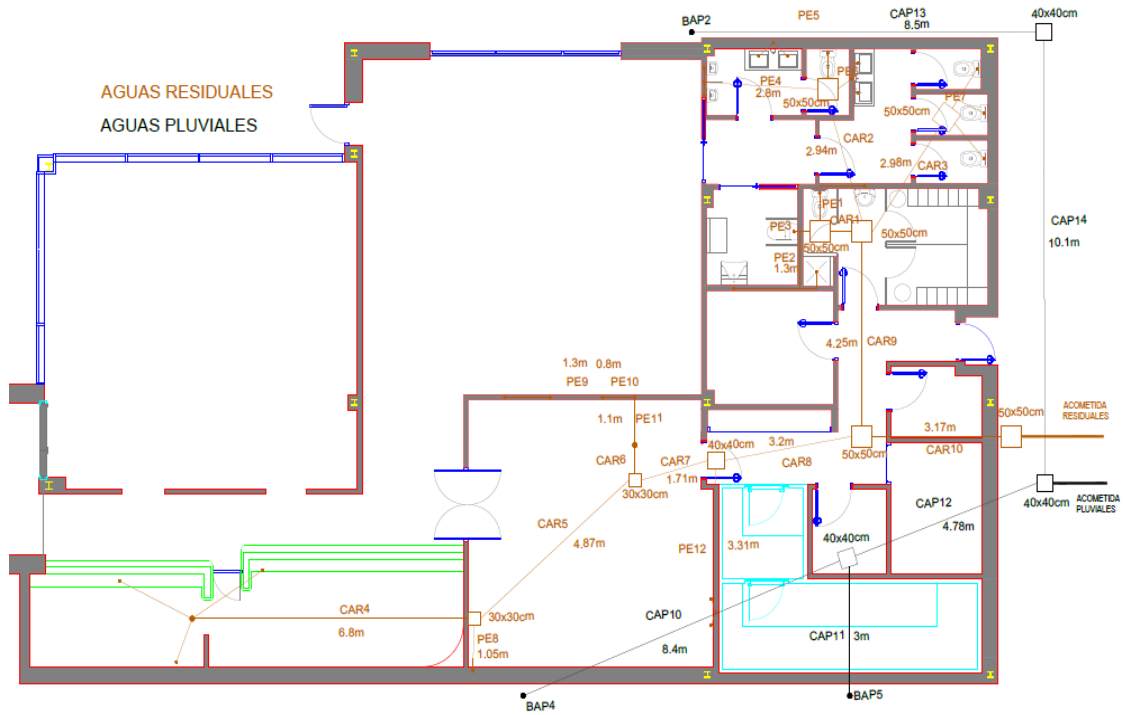 CAP13
40x40cm
PE5
8.5m
BAP2
AGUAS RESIDUALES
AGUAS PLUVIALES
PE4
2.8m
50x50cm
50x50cm
PE7
CAR2
2.94m
2.98m
CAR3
PE1
CAR1
CAP14
PE3
50x50cm
50x50cm
10.1m
PE2
1.3m
4.25m
CAR9
1.3m
0.8m
PE9
PE10
1.1m
PE11
ACOMETIDA
RESIDUALES
50x50cm
3.17m
40x40cm
3.2m
50x50cm
CAR10
CAR6
CAR7
CAR8
1.71m
30x30cm
ACOMETIDA
PLUVIALES
40x40cm
CAP12
4.78m
CAR5
4.87m
40x40cm
3.31m
PE12
CAR4
30x30cm
6.8m
CAP10
CAP11
3m
PE8
1.05m
8.4m
BAP4
BAP5